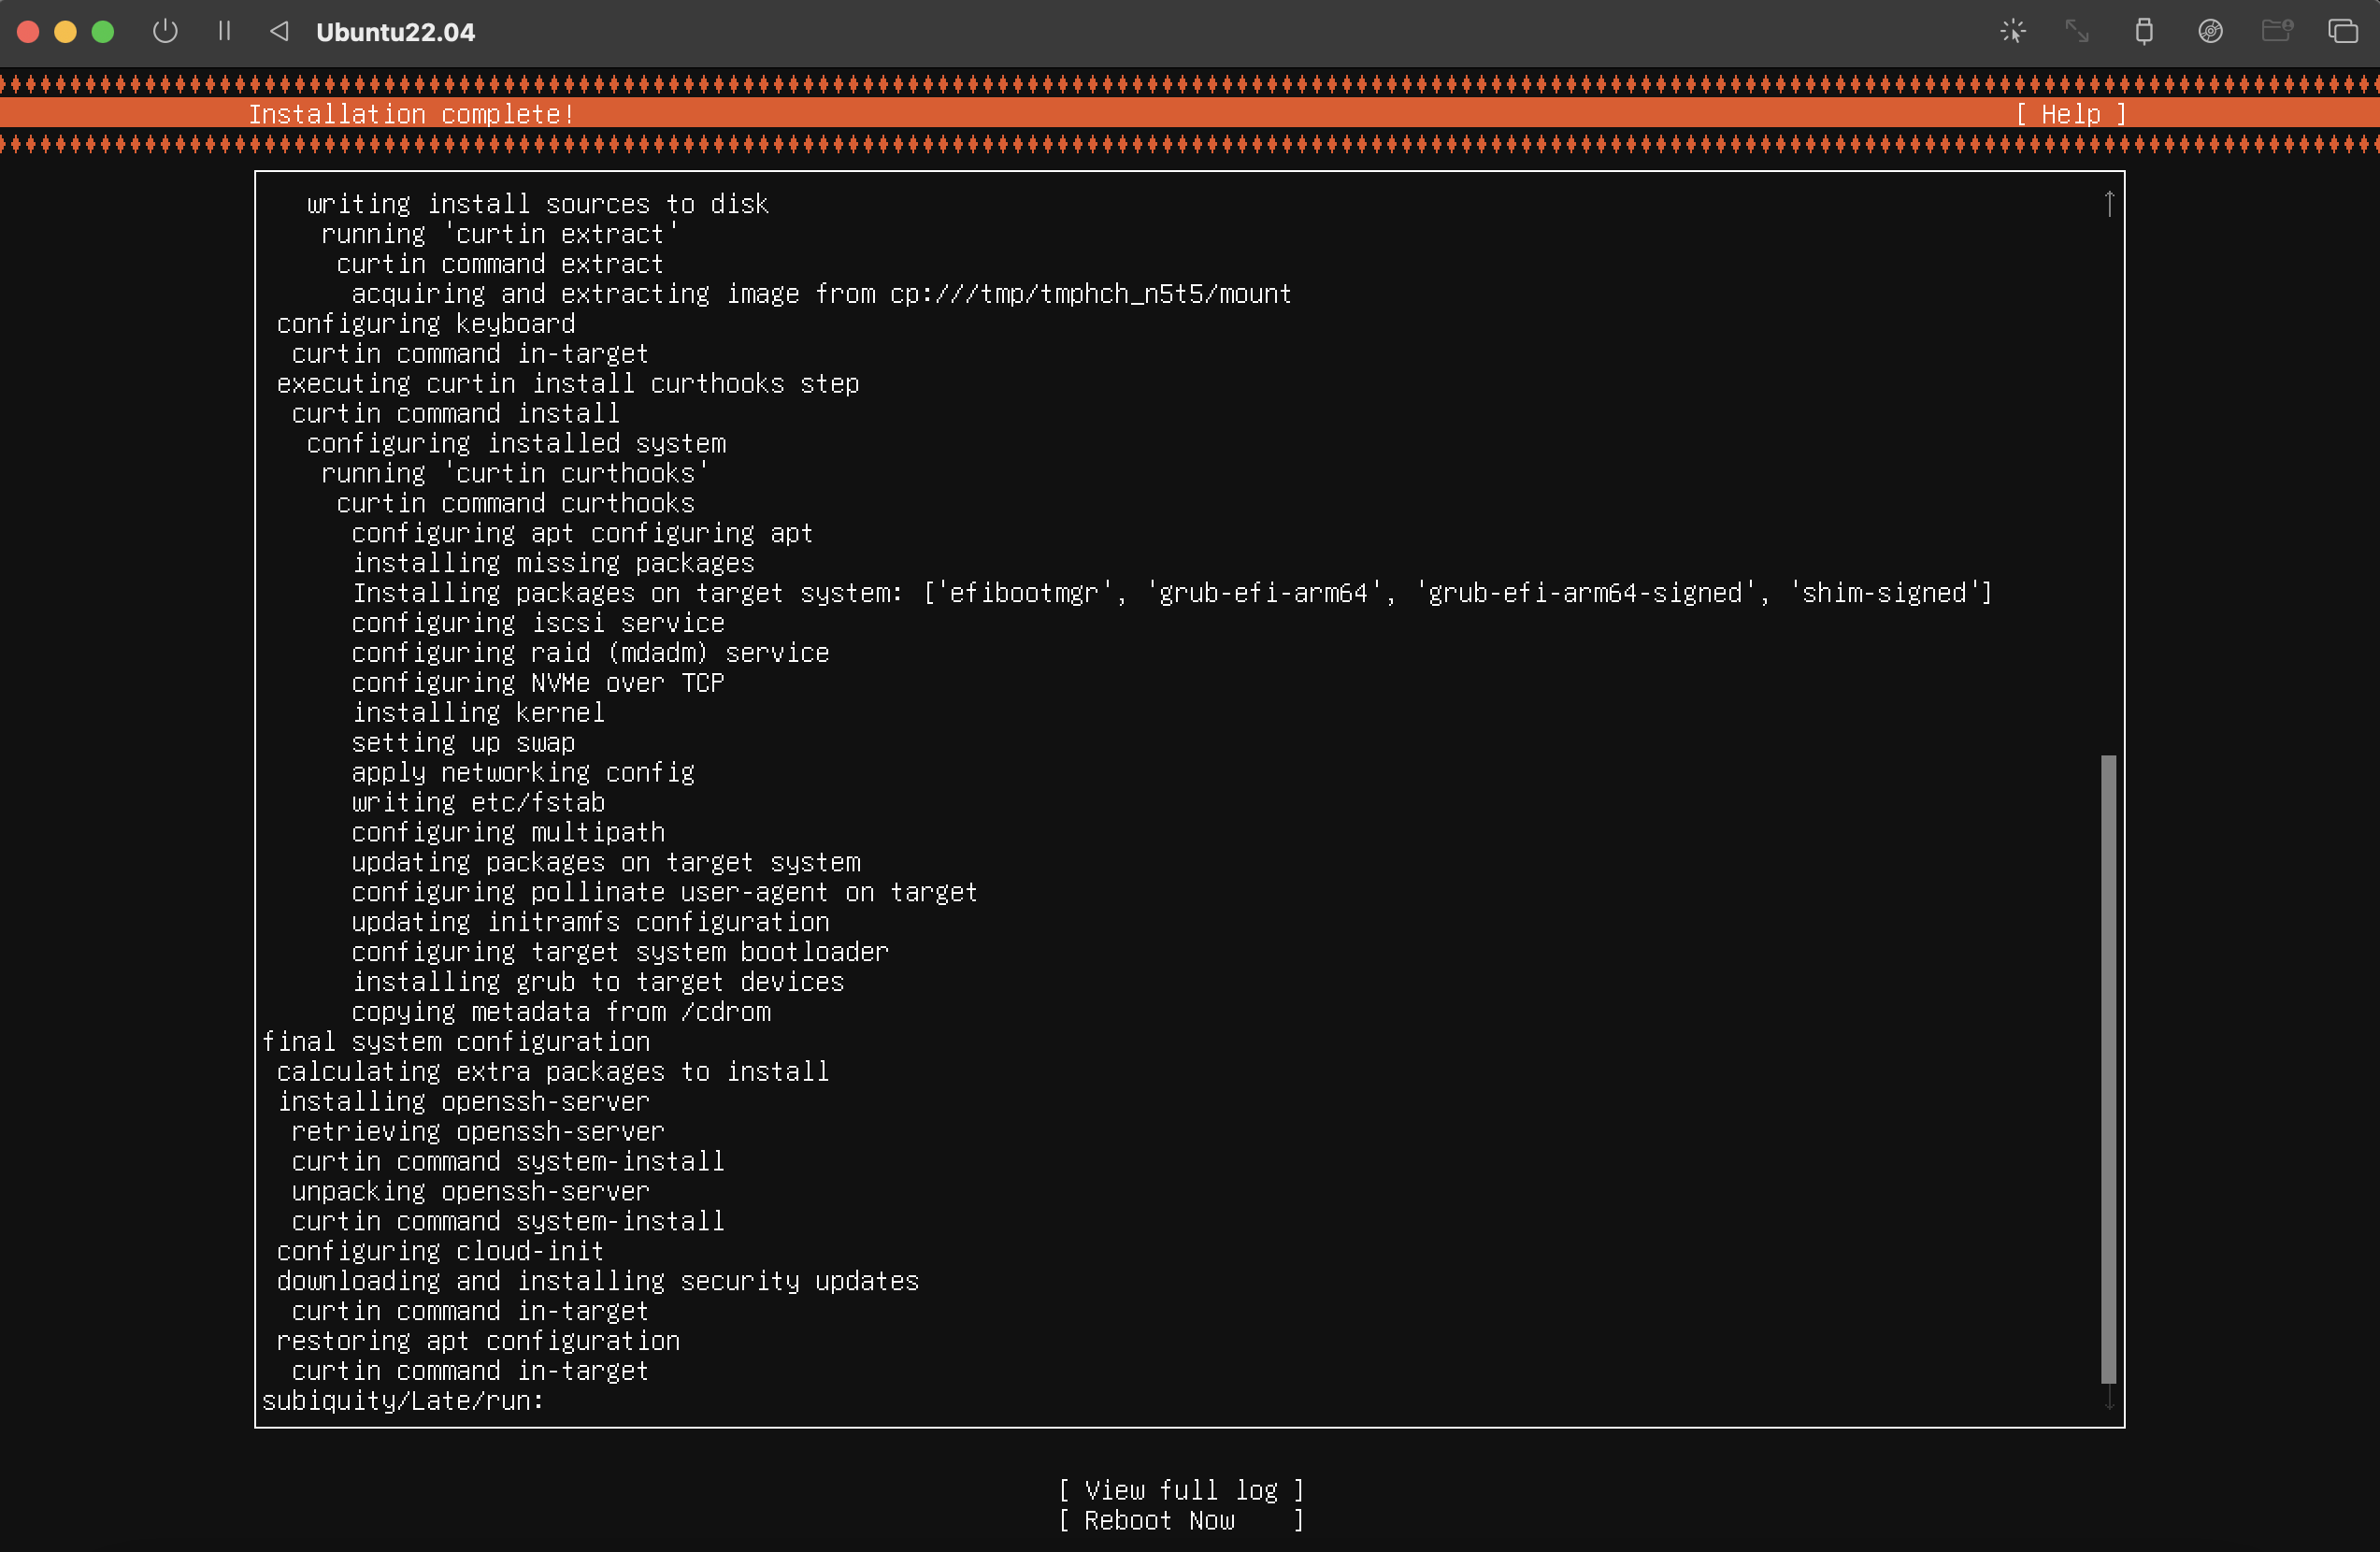 Ubuntu22.04
Installation complete!
[ Help ]
writing install sources to disk
running 'curtin extract'
curtin command extract
acquiring and extracting image from cp:///tmp/tmphch_n5t5/mount
configuring keyboard
curtin command in-target
executing curtin install curthooks step
curtin command install
configuring installed system
running 'curtin curthooks'
curtin command curthooks
configuring apt configuring apt
installing missing packages
Installing packages on target system: ['efibootmgr', 'grub-efi-arm64', 'grub-efi-arm64-signed', 'shim-signed']
configuring iscsi service
configuring raid (mdadm) service
configuring NVMe over TCP
installing kernel
setting up swap
apply networking config
writing etc/fstab
configuring multipath
updating packages on target system
configuring pollinate user-agent on target
updating initramfs configuration
configuring target system bootloader
installing grub to target devices
copying metadata from /cdrom
final system configuration
calculating extra packages to install
installing openssh-server
retrieving openssh-server
curtin command system-install
unpacking openssh-server
curtin command system-install
configuring cloud-init
downloading and installing security updates
curtin command in-target
restoring apt configuration
curtin command in-target
subiquity/Late/run:
[ View full log ]
[ Reboot Now ]